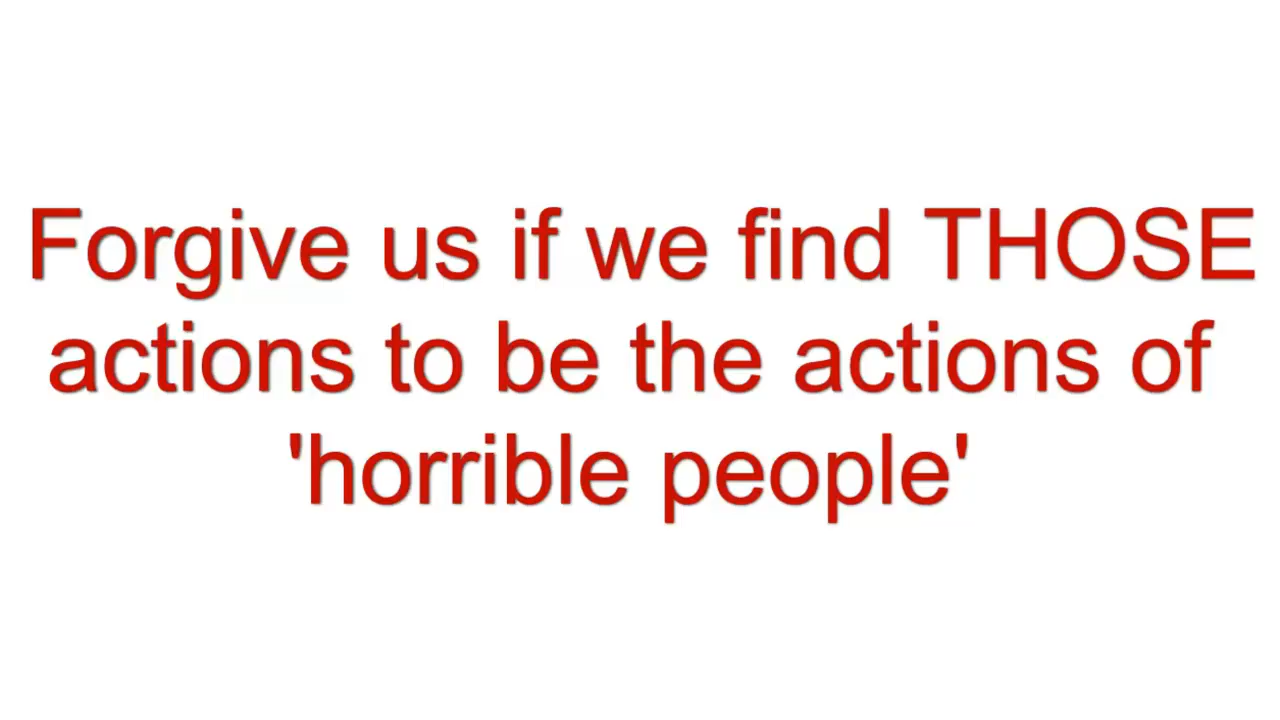 Forgive us if we find THOSE
actions to be the actions of
'horrible people'